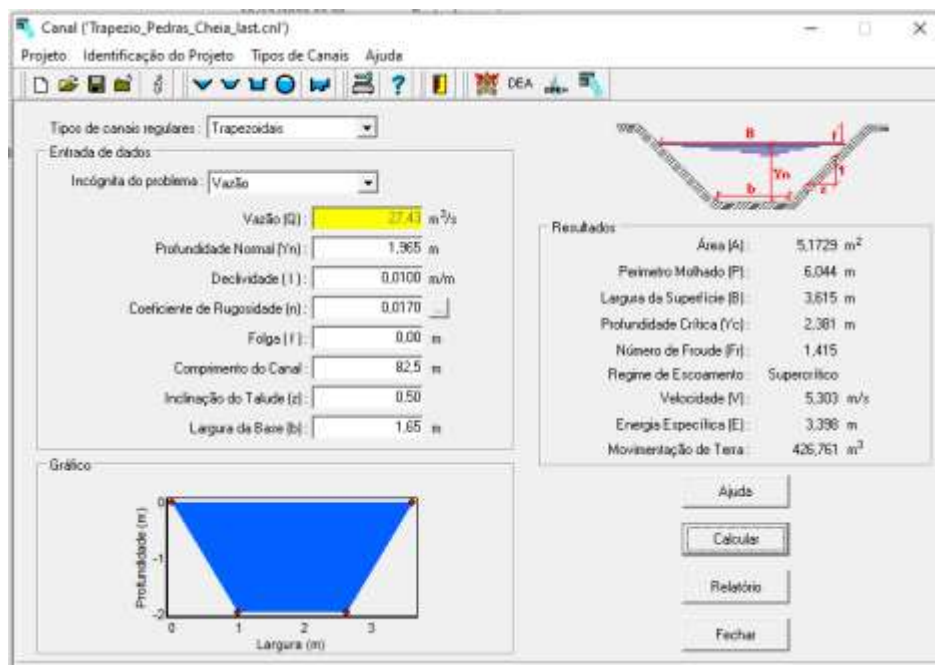 Canal ('Trapezio_Pedras_Cheia_last.cnl')
Projeto Identificação do Projeto Tipos de Canais Ajuda
DEA
Tipos de canais regulares : Trapezoidais
Entrada de dados
Incógnita do problema : Vazão
Vazão (Q) : 27,43 m³/s
Profundidade Normal (Yn) : 1,965 m
Declividade ( I ) : 0,0100 m/m
Coeficiente de Rugosidade (n) : 0,0170 ...
Folga ( f ) : 0,00 m
Comprimento do Canal : 82,5 m
Inclinação do Talude (z) : 0,50
Largura da Base (b) : 1,65 m
B
f
Yn
1
b
z
Resultados
Área (A) : 5,1729 m²
Perímetro Molhado (P) : 6,044 m
Largura da Superfície (B) : 3,615 m
Profundidade Crítica (Yc) : 2,381 m
Número de Froude (Fr) : 1,415
Regime de Escoamento : Supercrítico
Velocidade (V) : 5,303 m/s
Energia Específica (E) : 3,398 m
Movimentação de Terra : 426,761 m³
Gráfico
Profundidade (m)
0
-1
-2
0 1 2 3
Largura (m)
Ajuda
Calcular
Relatório
Fechar